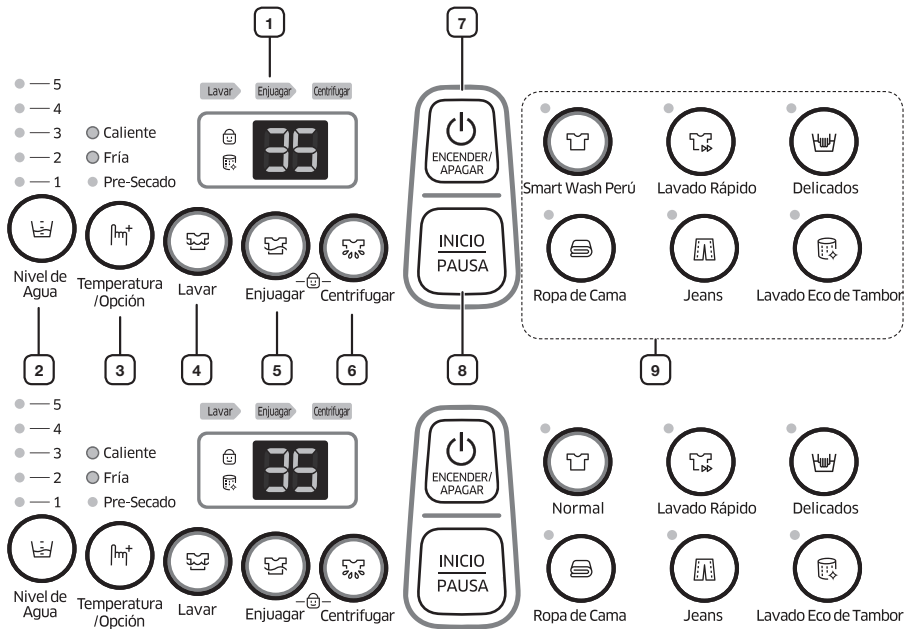 1
7
5
4
3
2
1
Caliente
Fría
Pre-Secado
Lavar Enjuagar Centrifugar
35
Nivel de
Agua
Temperatura
/Opción
Lavar
Enjuagar
Centrifugar
ENCENDER/
APAGAR
INICIO
PAUSA
Smart Wash Perú Lavado Rápido Delicados
Ropa de Cama Jeans Lavado Eco de Tambor
2 3 4 5 6 8 9
5
4
3
2
1
Caliente
Fría
Pre-Secado
Lavar Enjuagar Centrifugar
35
Nivel de
Agua
Temperatura
/Opción
Lavar
Enjuagar
Centrifugar
ENCENDER/
APAGAR
INICIO
PAUSA
Normal Lavado Rápido Delicados
Ropa de Cama Jeans Lavado Eco de Tambor